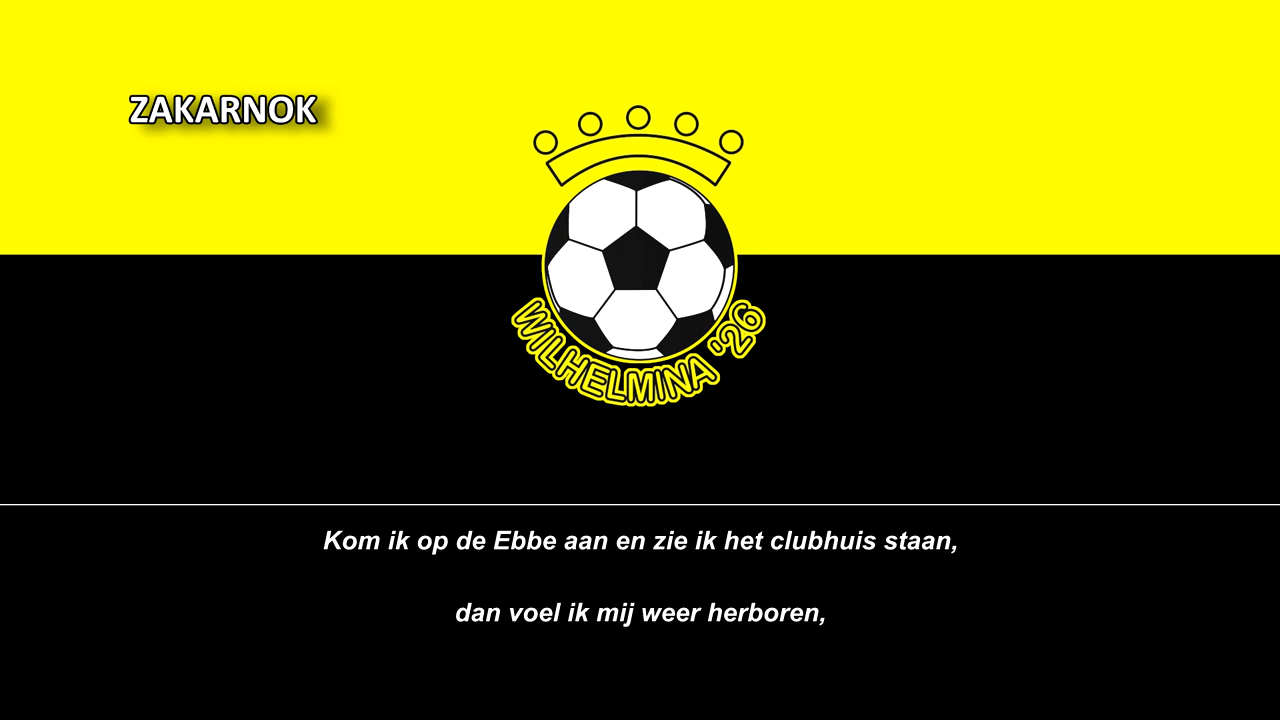 ZAKARNOK
WILHELMINA '26
Kom ik op de Ebbe aan en zie ik het clubhuis staan,
dan voel ik mij weer herboren,